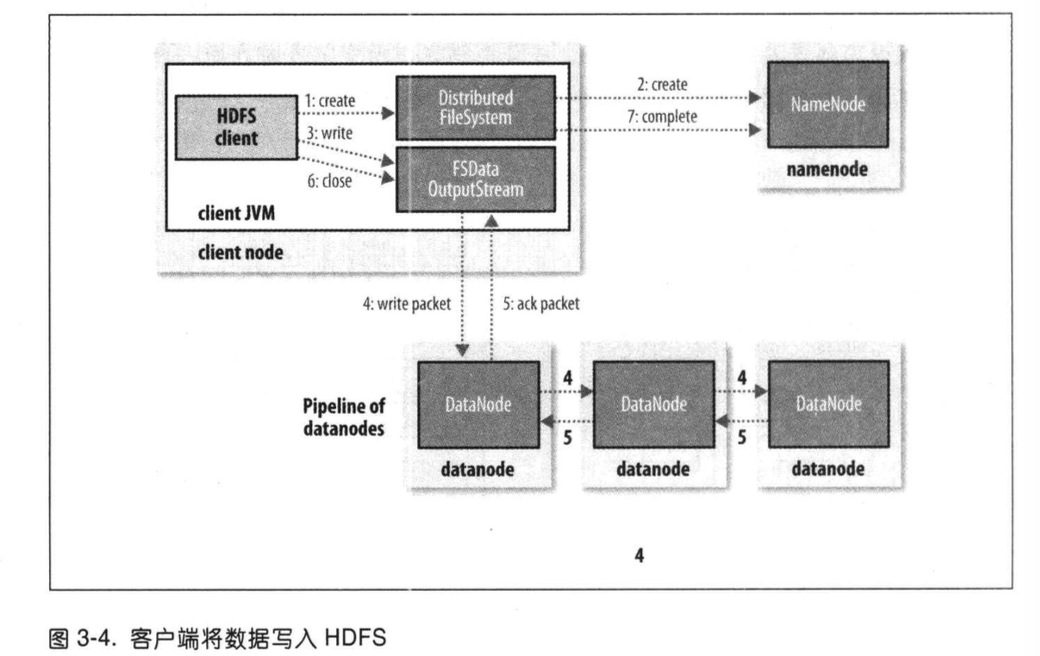 HDFS
client
1: create
3: write
6: close
Distributed
FileSystem
FSData
OutputStream
client JVM
client node
2: create
7: complete
NameNode
namenode
4: write packet
5: ack packet
Pipeline of
datanodes
DataNode
datanode
4
5
DataNode
datanode
4
5
DataNode
datanode
4
图 3-4. 客户端将数据写入 HDFS